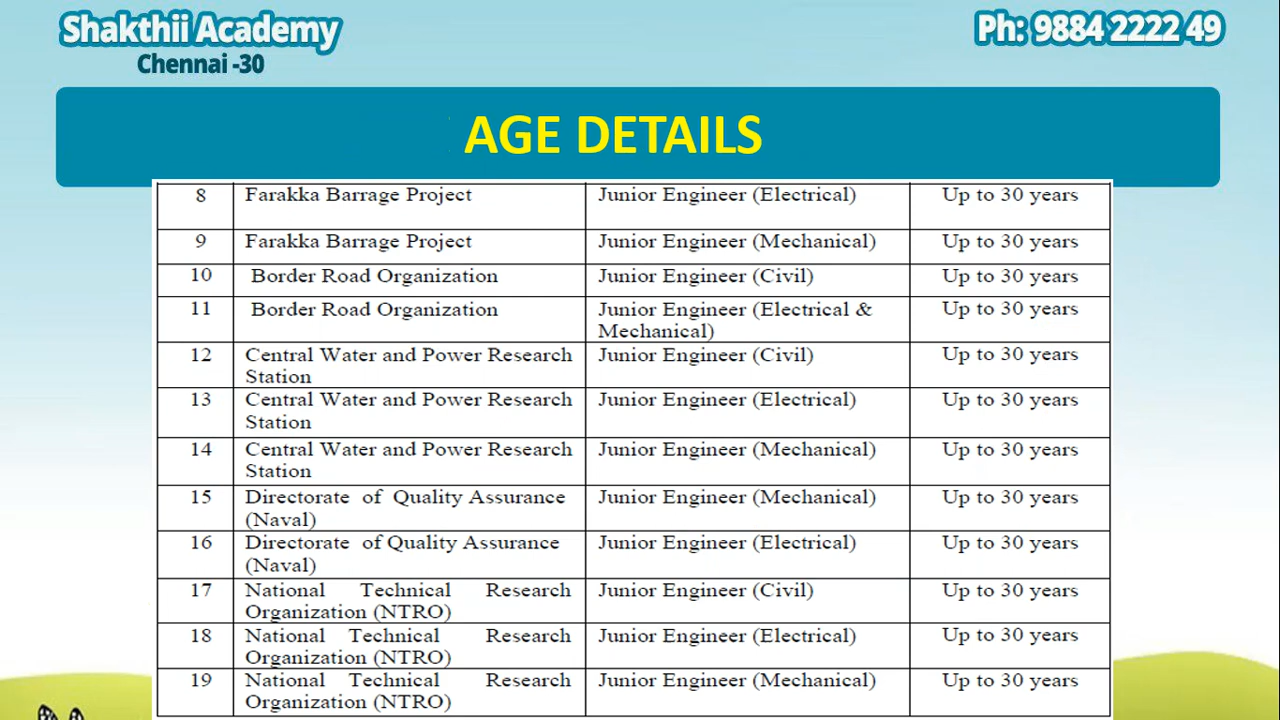 Shakthii Academy
Chennai -30
Ph: 9884 2222 49
AGE DETAILS
8 Farakka Barrage Project Junior Engineer (Electrical) Up to 30 years
9 Farakka Barrage Project Junior Engineer (Mechanical) Up to 30 years
10 Border Road Organization Junior Engineer (Civil) Up to 30 years
11 Border Road Organization Junior Engineer (Electrical & Up to 30 years
Mechanical)
12 Central Water and Power Research Junior Engineer (Civil) Up to 30 years
Station
13 Central Water and Power Research Junior Engineer (Electrical) Up to 30 years
Station
14 Central Water and Power Research Junior Engineer (Mechanical) Up to 30 years
Station
15 Directorate of Quality Assurance Junior Engineer (Mechanical) Up to 30 years
(Naval)
16 Directorate of Quality Assurance Junior Engineer (Electrical) Up to 30 years
(Naval)
17 National Technical Research Junior Engineer (Civil) Up to 30 years
Organization (NTRO)
18 National Technical Research Junior Engineer (Electrical) Up to 30 years
Organization (NTRO)
19 National Technical Research Junior Engineer (Mechanical) Up to 30 years
Organization (NTRO)